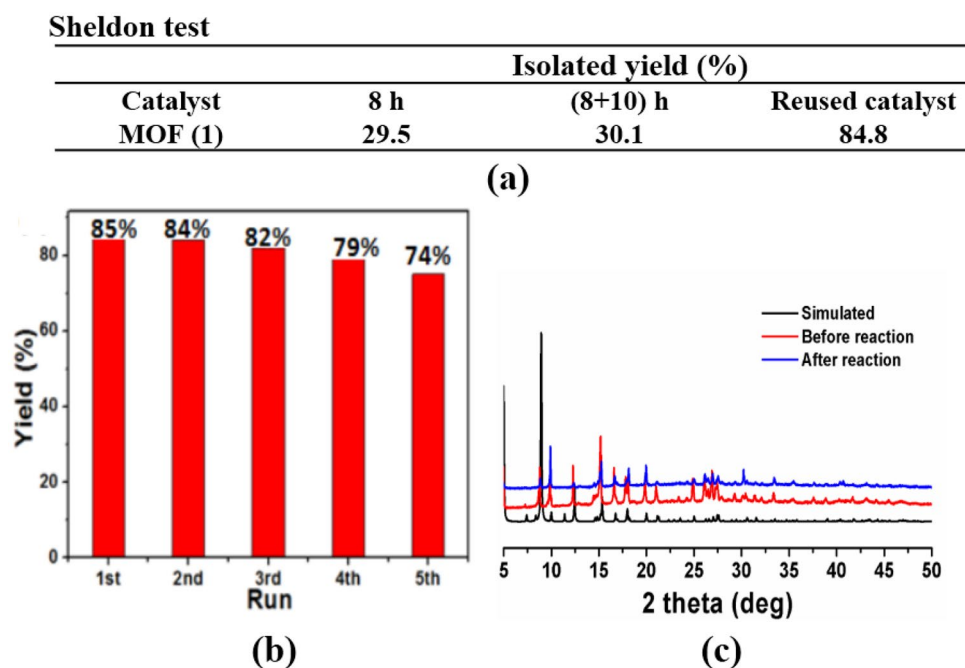 Sheldon test
Isolated yield (%)
Catalyst 8 h (8+10) h Reused catalyst
MOF (1) 29.5 30.1 84.8
(a)
85% 84% 82% 79% 74%
80
60
40
20
0
Yield (%)
1st 2nd 3rd 4th 5th
Run
(b)
Simulated
Before reaction
After reaction
5 10 15 20 25 30 35 40 45 50
2 theta (deg)
(c)